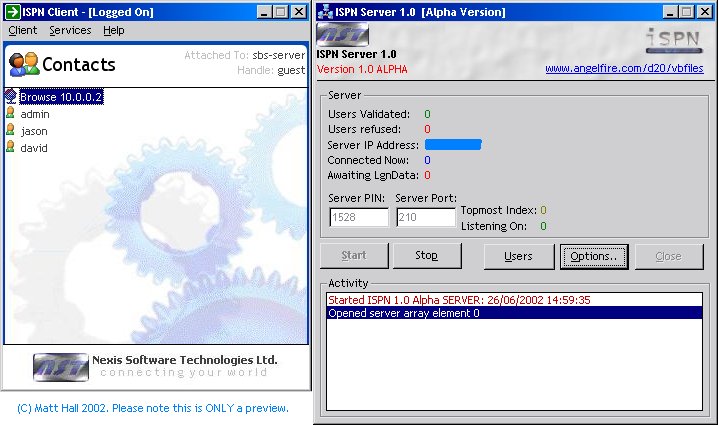 ISPN Client - [Logged On]
Client Services Help
Contacts
Attached To: sbs-server
Handle: guest
Browse 10.0.0.2
admin
jason
david
NST
Nexis Software Technologies Ltd.
connecting your world
(C) Matt Hall 2002. Please note this is ONLY a preview.
ISPN Server 1.0 [Alpha Version]
NST
iSPN
ISPN Server 1.0
Version 1.0 ALPHA
www.angelfire.com/d20/vbfiles
Server
Users Validated: 0
Users refused: 0
Server IP Address:
Connected Now: 0
Awaiting LgnData: 0
Server PIN: Server Port:
1528 210
Topmost Index: 0
Listening On: 0
Start Stop Users Options.. Close
Activity
Started ISPN 1.0 Alpha SERVER: 26/06/2002 14:59:35
Opened server array element 0